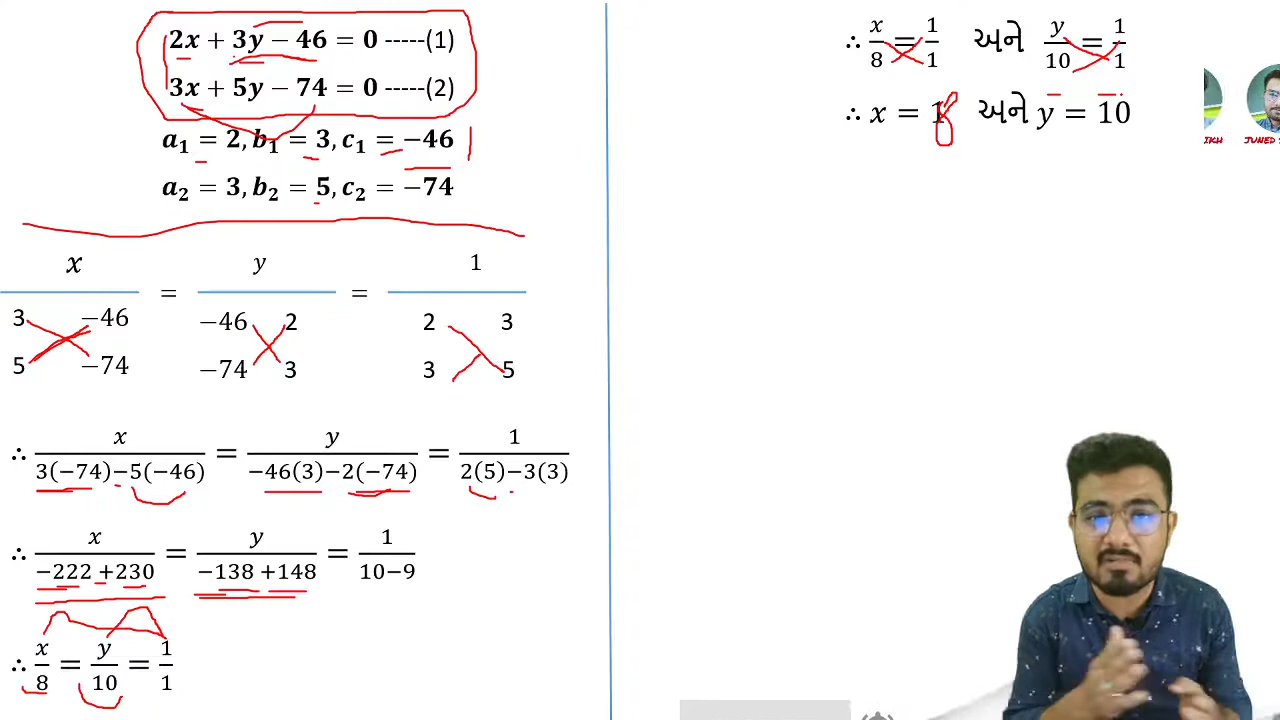 2x + 3y − 46 = 0 -----(1)
3x + 5y − 74 = 0 -----(2)
a₁ = 2, b₁ = 3, c₁ = −46
a₂ = 3, b₂ = 5, c₂ = −74
x = y = 1
3 −46 −46 2 2 3
5 −74 −74 3 3 5
∴ x/(3(−74)−5(−46)) = y/(−46(3)−2(−74)) = 1/(2(5)−3(3))
∴ x/(−222 +230) = y/(−138 +148) = 1/(10−9)
∴ x/8 = y/10 = 1/1
∴ x/8 = 1/1 અને y/10 = 1/1
∴ x = 8 અને y = 10
JUNED